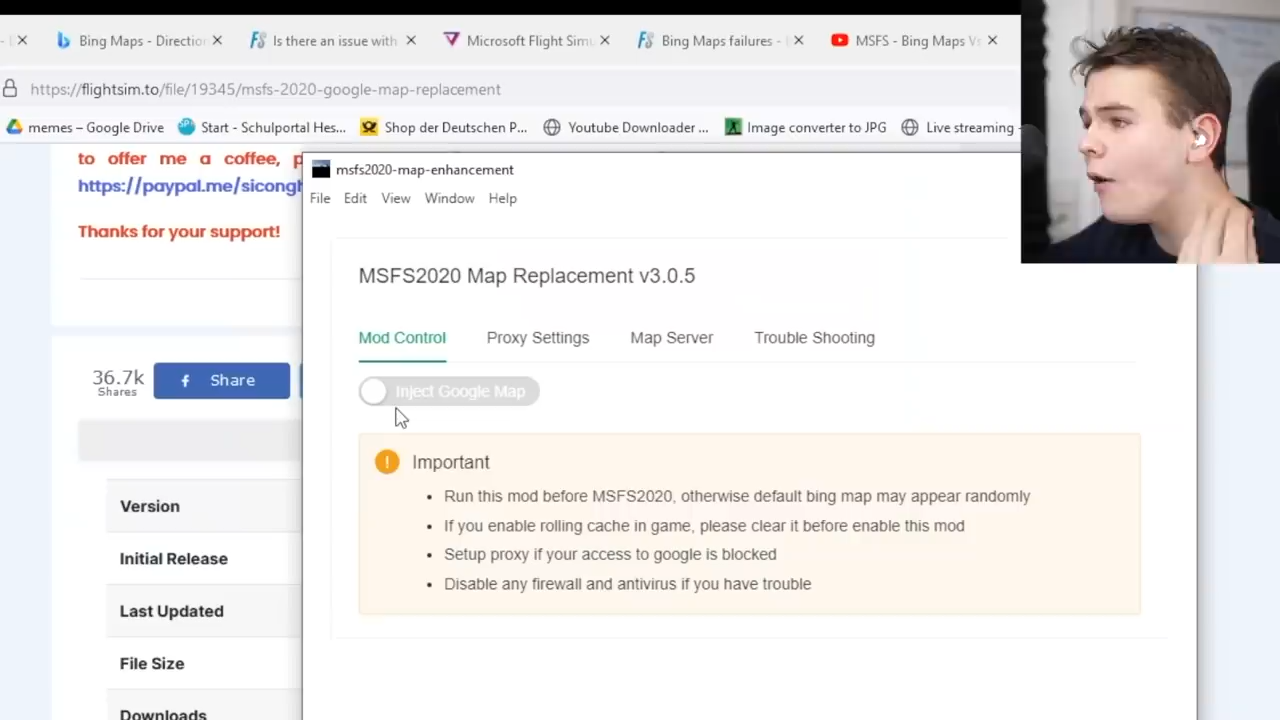 Bing Maps - Direction
Is there an issue with
Microsoft Flight Simu
Bing Maps failures -
MSFS - Bing Maps Vs
https://flightsim.to/file/19345/msfs-2020-google-map-replacement
memes – Google Drive
Start - Schulportal Hes...
Shop der Deutschen P...
Youtube Downloader ...
Image converter to JPG
Live streaming -
to offer me a coffee, p
https://paypal.me/sicongh
Thanks for your support!
36.7k
Shares
Share
Version
Initial Release
Last Updated
File Size
Downloads
msfs2020-map-enhancement
File Edit View Window Help
MSFS2020 Map Replacement v3.0.5
Mod Control Proxy Settings Map Server Trouble Shooting
Inject Google Map
Important
• Run this mod before MSFS2020, otherwise default bing map may appear randomly
• If you enable rolling cache in game, please clear it before enable this mod
• Setup proxy if your access to google is blocked
• Disable any firewall and antivirus if you have trouble